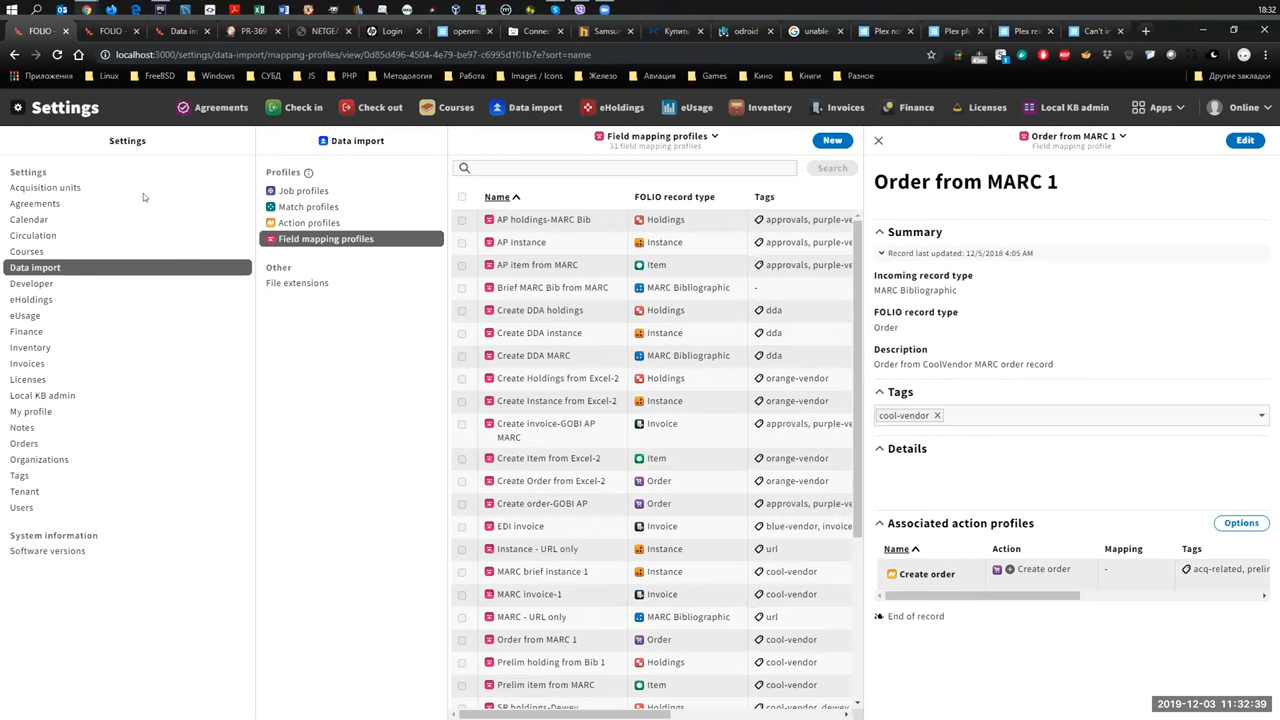 18:32
FOLIO -
FOLIO -
Data im
PR-369
NETGE
Login
openm
Connec
Samsur
Купить
odroid
unable
Plex no
Plex pl
Plex re
Can't i
localhost:3000/settings/data-import/mapping-profiles/view/0d85d496-4504-4e79-be97-c6995d101b7e?sort=name
Приложения
Linux
FreeBSD
Windows
СУБД
JS
PHP
Методология
Работа
Images / Icons
Железо
Авиация
Games
Кино
Книги
Разное
Другие закладки
Settings
Agreements
Check in
Check out
Courses
Data import
eHoldings
eUsage
Inventory
Invoices
Finance
Licenses
Local KB admin
Apps
Online
Settings
Settings
Acquisition units
Agreements
Calendar
Circulation
Courses
Data import
Developer
eHoldings
eUsage
Finance
Inventory
Invoices
Licenses
Local KB admin
My profile
Notes
Orders
Organizations
Tags
Tenant
Users
System information
Software versions
Data import
Profiles
Job profiles
Match profiles
Action profiles
Field mapping profiles
Other
File extensions
Field mapping profiles
31 field mapping profiles
New
Search
Name FOLIO record type Tags
AP holdings-MARC Bib Holdings approvals, purple-ve
AP Instance Instance approvals, purple-ve
AP item from MARC Item approvals, purple-ve
Brief MARC Bib from MARC MARC Bibliographic -
Create DDA holdings Holdings dda
Create DDA instance Instance dda
Create DDA MARC MARC Bibliographic dda
Create Holdings from Excel-2 Holdings orange-vendor
Create Instance from Excel-2 Instance orange-vendor
Create invoice-GOBI AP MARC Invoice approvals, purple-ve
Create Item from Excel-2 Item orange-vendor
Create Order from Excel-2 Order orange-vendor
Create order-GOBI AP Order approvals, purple-ve
EDI invoice Invoice blue-vendor, invoice
Instance - URL only Instance url
MARC brief instance 1 Instance cool-vendor
MARC invoice-1 Invoice cool-vendor
MARC - URL only MARC Bibliographic url
Order from MARC 1 Order cool-vendor
Prelim holding from Bib 1 Holdings cool-vendor
Prelim item from MARC Item cool-vendor
SR holdings-Dewey Holdings cool-vendor, dewey
Order from MARC 1
Field mapping profile
Edit
Order from MARC 1
Summary
Record last updated: 12/5/2018 4:05 AM
Incoming record type
MARC Bibliographic
FOLIO record type
Order
Description
Order from CoolVendor MARC order record
Tags
cool-vendor
Details
Associated action profiles
Options
Name Action Mapping Tags
Create order Create order - acq-related, prelin
End of record
2019-12-03 11:32:39